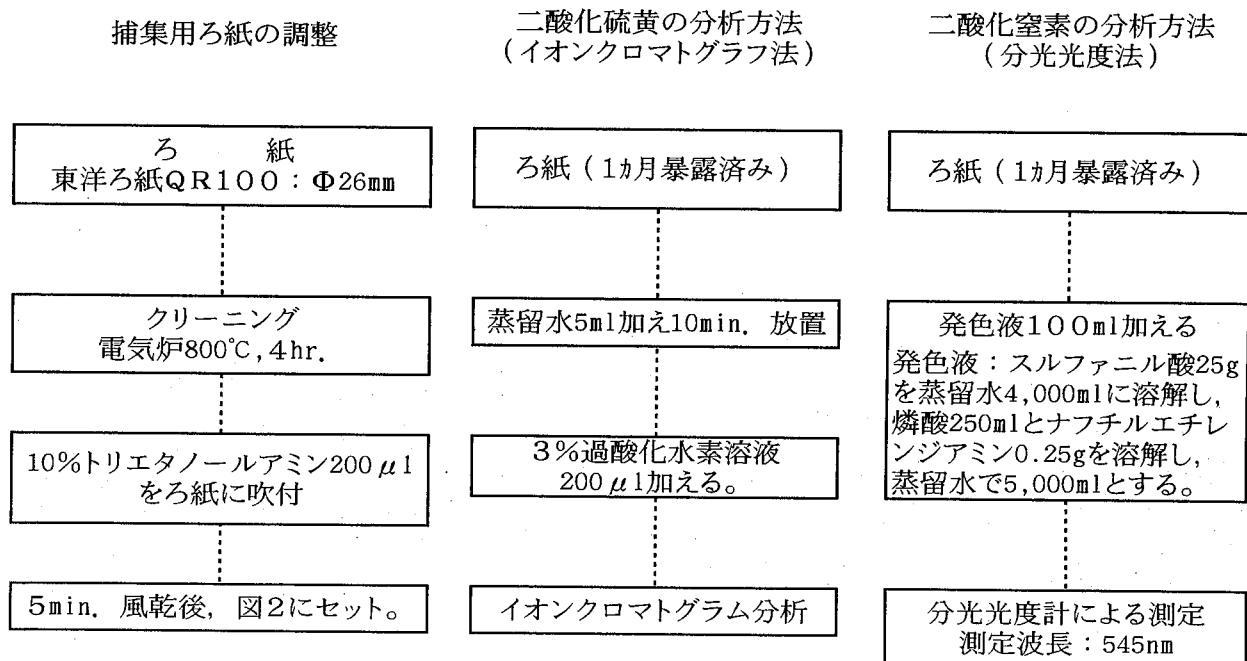 捕集用ろ紙の調整
ろ 紙
東洋ろ紙QR100：Φ26mm
クリーニング
電気炉800℃,4hr.
10%トリエタノールアミン200μl
をろ紙に吹付
5min. 風乾後，図2にセット。
二酸化硫黄の分析方法
（イオンクロマトグラフ法）
ろ紙（1ｶ月暴露済み）
蒸留水5ml加え10min. 放置
3%過酸化水素溶液
200μl加える。
イオンクロマトグラム分析
二酸化窒素の分析方法
（分光光度法）
ろ紙（1ｶ月暴露済み）
発色液100ml加える
発色液：スルファニル酸25g
を蒸留水4,000mlに溶解し，
燐酸250mlとナフチルエチレ
ンジアミン0.25gを溶解し，
蒸留水で5,000mlとする。
分光光度計による測定
測定波長：545nm